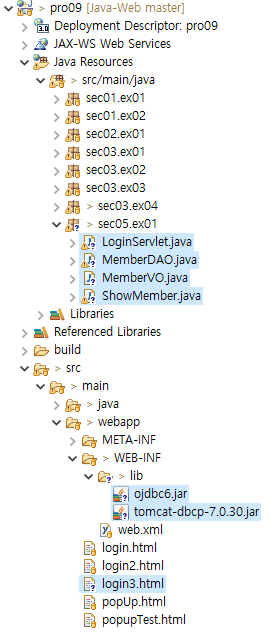 > pro09 [Java-Web master]
Deployment Descriptor: pro09
JAX-WS Web Services
Java Resources
src/main/java
sec01.ex01
sec01.ex02
sec02.ex01
sec03.ex01
sec03.ex02
sec03.ex03
> sec03.ex04
> sec05.ex01
LoginServlet.java
MemberDAO.java
MemberVO.java
ShowMember.java
Libraries
Referenced Libraries
build
> src
> main
> java
> webapp
META-INF
> WEB-INF
> lib
ojdbc6.jar
tomcat-dbcp-7.0.30.jar
web.xml
login.html
login2.html
login3.html
popUp.html
popupTest.html